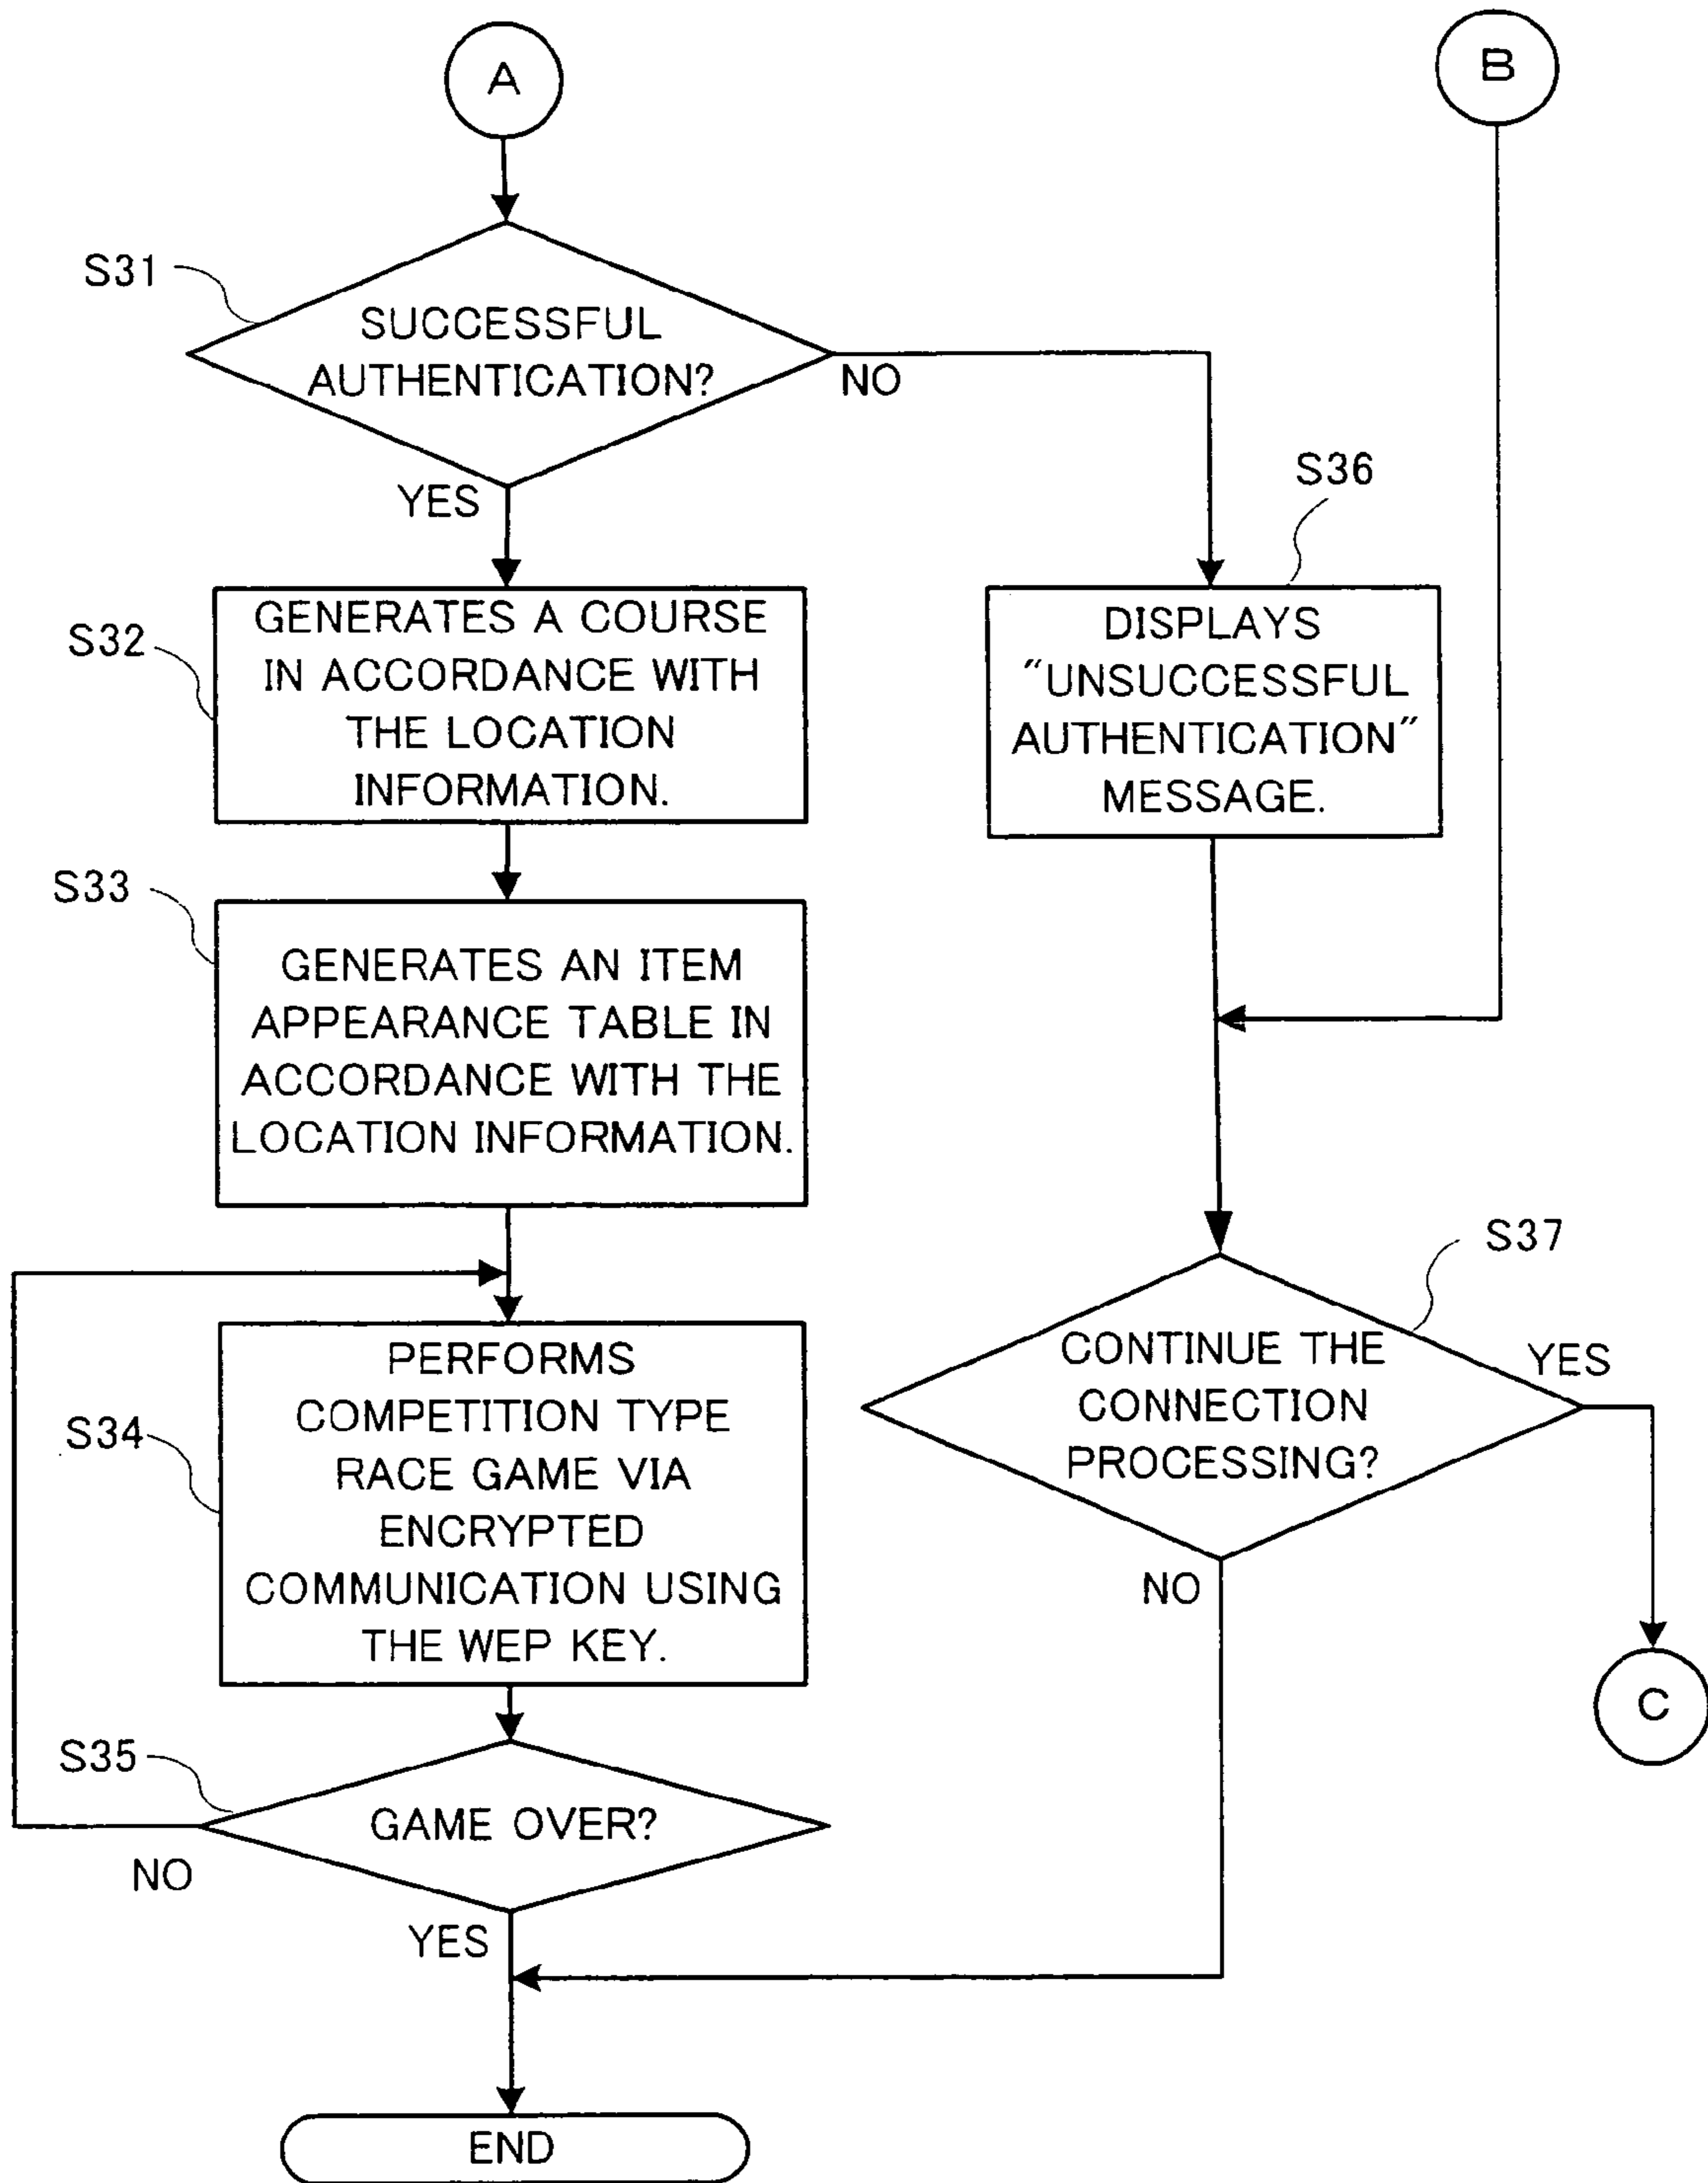 A
B
S31
SUCCESSFUL
AUTHENTICATION?
NO
YES
S36
S32
GENERATES A COURSE
IN ACCORDANCE WITH
THE LOCATION
INFORMATION.
DISPLAYS
"UNSUCCESSFUL
AUTHENTICATION"
MESSAGE.
S33
GENERATES AN ITEM
APPEARANCE TABLE IN
ACCORDANCE WITH THE
LOCATION INFORMATION.
S37
CONTINUE THE
CONNECTION
PROCESSING?
YES
NO
C
S34
PERFORMS
COMPETITION TYPE
RACE GAME VIA
ENCRYPTED
COMMUNICATION USING
THE WEP KEY.
S35
GAME OVER?
NO
YES
END